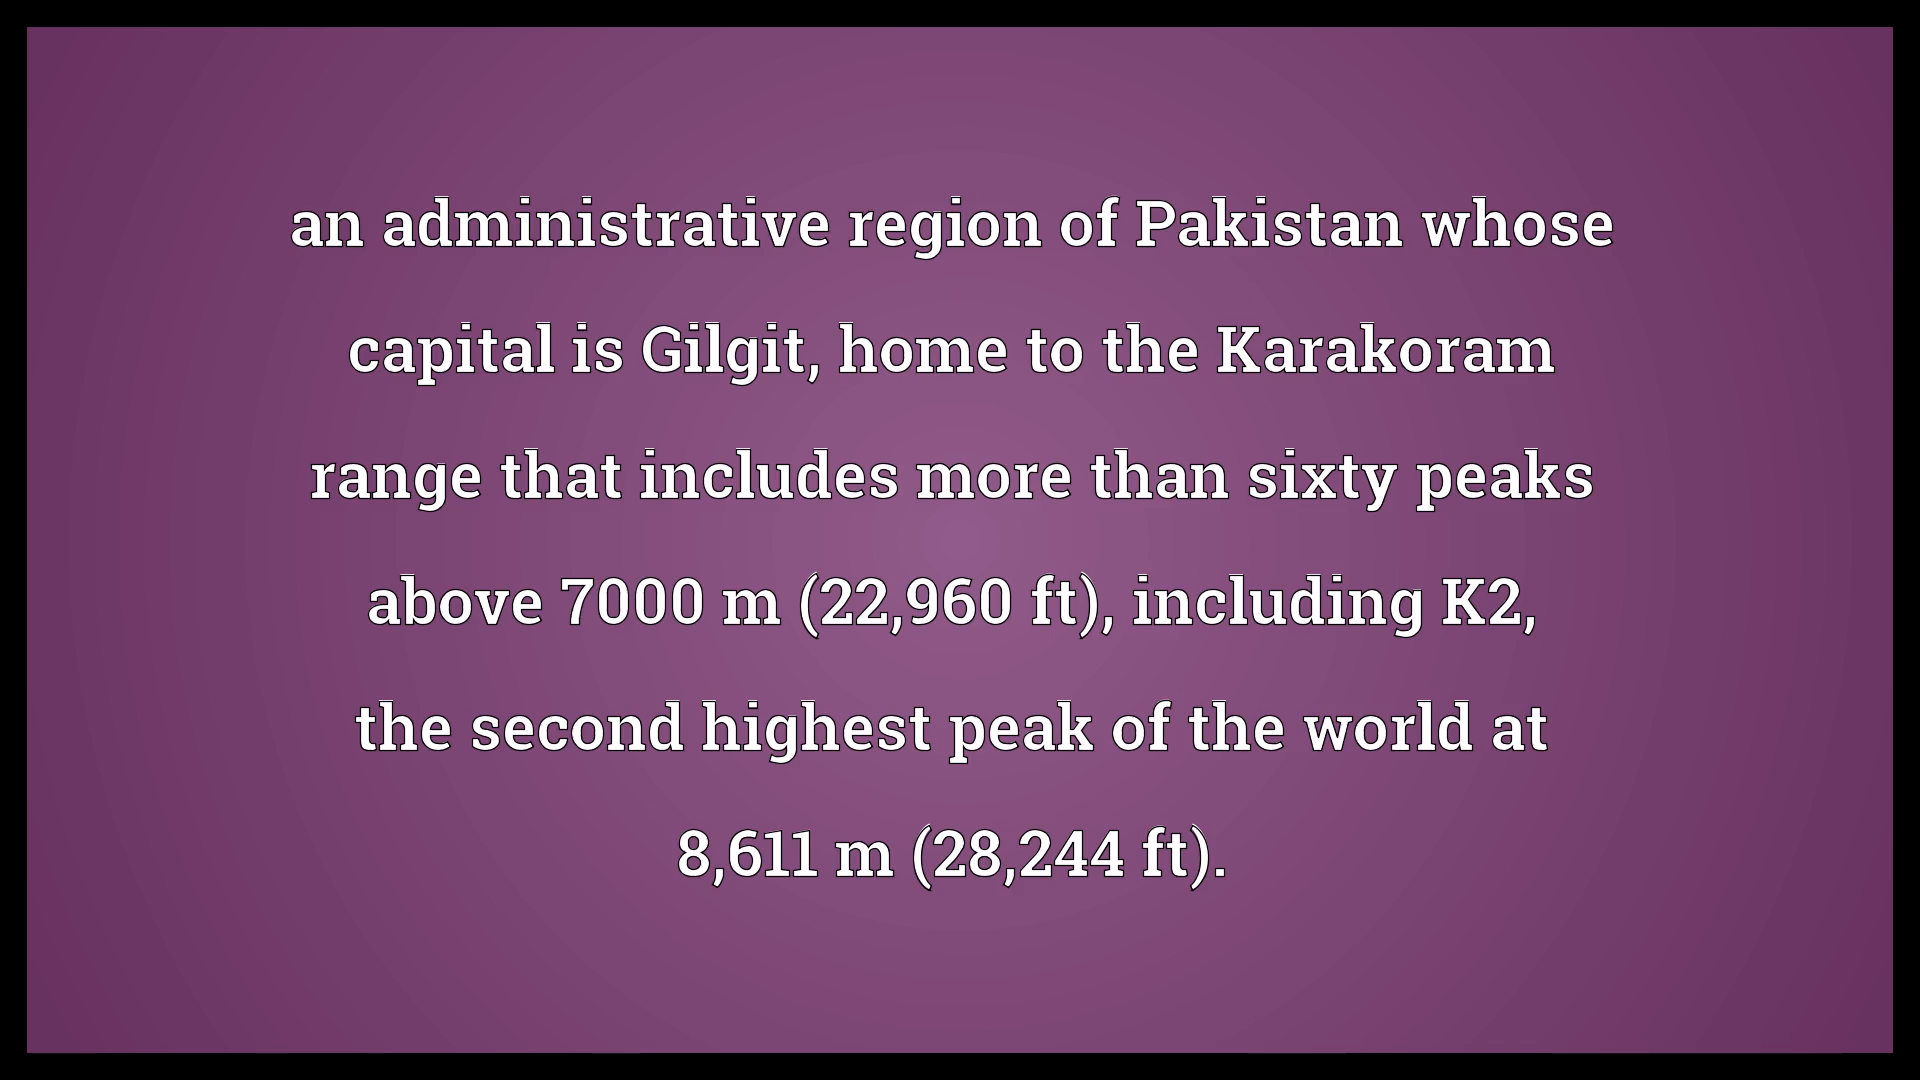 an administrative region of Pakistan whose
capital is Gilgit, home to the Karakoram
range that includes more than sixty peaks
above 7000 m (22,960 ft), including K2,
the second highest peak of the world at
8,611 m (28,244 ft).